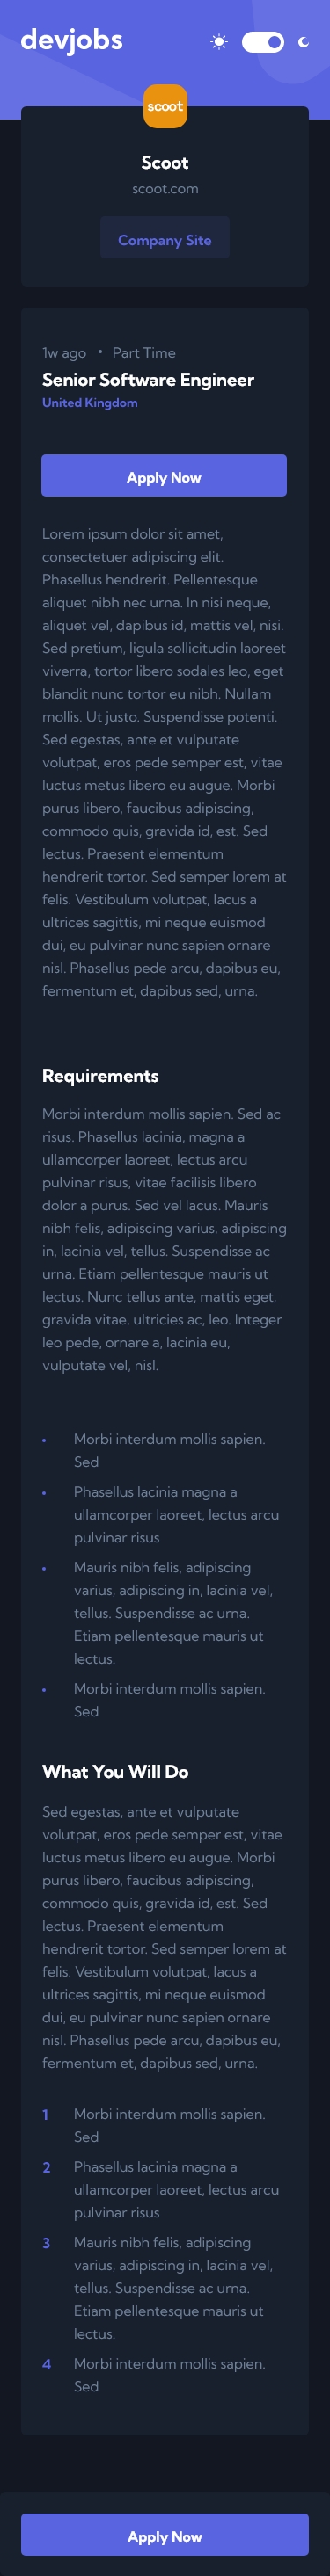 devjobs
scoot
Scoot
scoot.com
Company Site
1w ago • Part Time
Senior Software Engineer
United Kingdom
Apply Now
Lorem ipsum dolor sit amet,
consectetuer adipiscing elit.
Phasellus hendrerit. Pellentesque
aliquet nibh nec urna. In nisi neque,
aliquet vel, dapibus id, mattis vel, nisi.
Sed pretium, ligula sollicitudin laoreet
viverra, tortor libero sodales leo, eget
blandit nunc tortor eu nibh. Nullam
mollis. Ut justo. Suspendisse potenti.
Sed egestas, ante et vulputate
volutpat, eros pede semper est, vitae
luctus metus libero eu augue. Morbi
purus libero, faucibus adipiscing,
commodo quis, gravida id, est. Sed
lectus. Praesent elementum
hendrerit tortor. Sed semper lorem at
felis. Vestibulum volutpat, lacus a
ultrices sagittis, mi neque euismod
dui, eu pulvinar nunc sapien ornare
nisl. Phasellus pede arcu, dapibus eu,
fermentum et, dapibus sed, urna.
Requirements
Morbi interdum mollis sapien. Sed ac
risus. Phasellus lacinia, magna a
ullamcorper laoreet, lectus arcu
pulvinar risus, vitae facilisis libero
dolor a purus. Sed vel lacus. Mauris
nibh felis, adipiscing varius, adipiscing
in, lacinia vel, tellus. Suspendisse ac
urna. Etiam pellentesque mauris ut
lectus. Nunc tellus ante, mattis eget,
gravida vitae, ultricies ac, leo. Integer
leo pede, ornare a, lacinia eu,
vulputate vel, nisl.
• Morbi interdum mollis sapien.
Sed
• Phasellus lacinia magna a
ullamcorper laoreet, lectus arcu
pulvinar risus
• Mauris nibh felis, adipiscing
varius, adipiscing in, lacinia vel,
tellus. Suspendisse ac urna.
Etiam pellentesque mauris ut
lectus.
• Morbi interdum mollis sapien.
Sed
What You Will Do
Sed egestas, ante et vulputate
volutpat, eros pede semper est, vitae
luctus metus libero eu augue. Morbi
purus libero, faucibus adipiscing,
commodo quis, gravida id, est. Sed
lectus. Praesent elementum
hendrerit tortor. Sed semper lorem at
felis. Vestibulum volutpat, lacus a
ultrices sagittis, mi neque euismod
dui, eu pulvinar nunc sapien ornare
nisl. Phasellus pede arcu, dapibus eu,
fermentum et, dapibus sed, urna.
1 Morbi interdum mollis sapien.
Sed
2 Phasellus lacinia magna a
ullamcorper laoreet, lectus arcu
pulvinar risus
3 Mauris nibh felis, adipiscing
varius, adipiscing in, lacinia vel,
tellus. Suspendisse ac urna.
Etiam pellentesque mauris ut
lectus.
4 Morbi interdum mollis sapien.
Sed
Apply Now